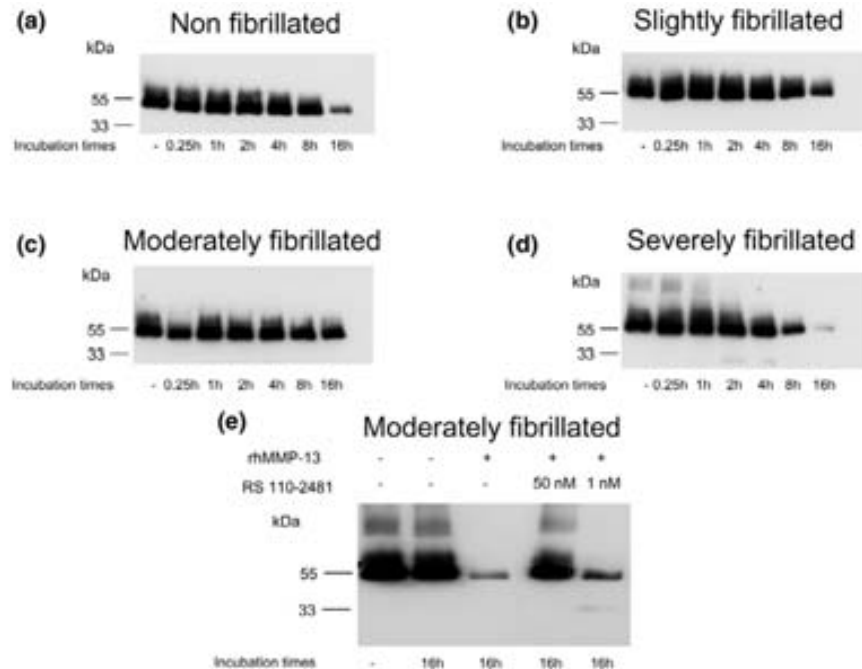 (a) Non fibrillated
kDa
55
33
Incubation times - 0.25h 1h 2h 4h 8h 16h
(b) Slightly fibrillated
kDa
55
33
Incubation times - 0.25h 1h 2h 4h 8h 16h
(c) Moderately fibrillated
kDa
55
33
Incubation times - 0.25h 1h 2h 4h 8h 16h
(d) Severely fibrillated
kDa
55
33
Incubation times - 0.25h 1h 2h 4h 8h 16h
(e) Moderately fibrillated
rhMMP-13 - - + + +
RS 110-2481 - - - 50 nM 1 nM
kDa
55
33
Incubation times - 16h 16h 16h 16h